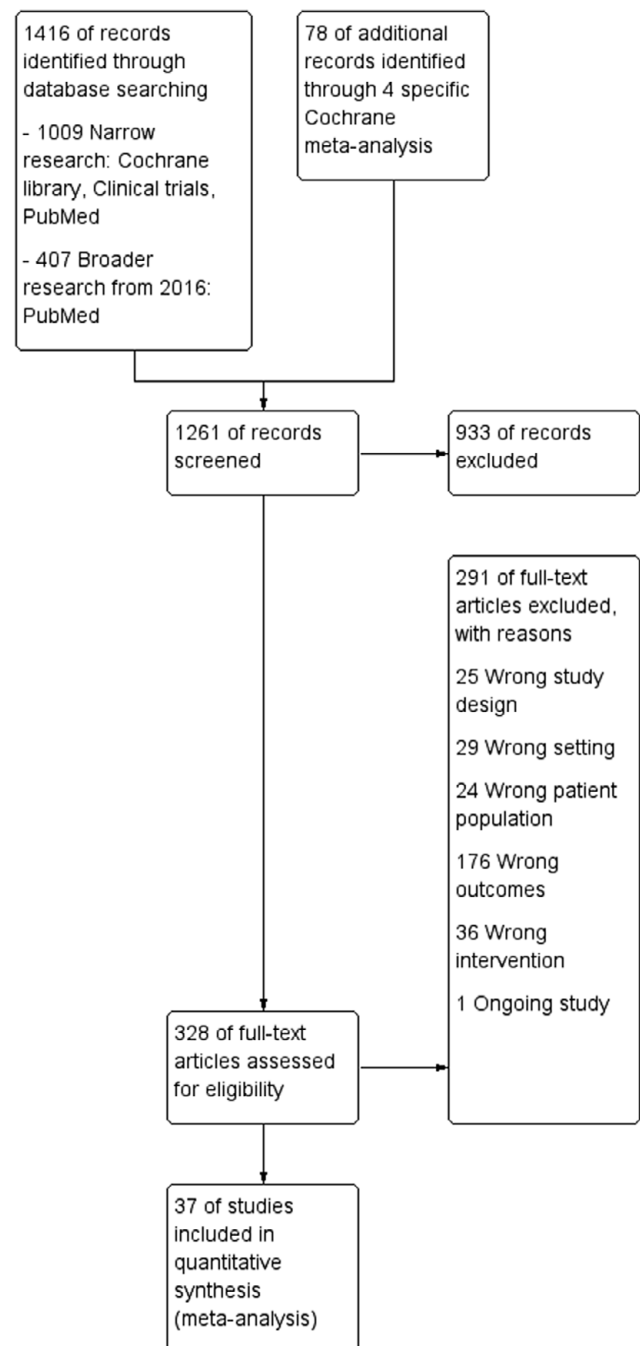 1416 of records
identified through
database searching
- 1009 Narrow
research: Cochrane
library, Clinical trials,
PubMed
- 407 Broader
research from 2016:
PubMed
78 of additional
records identified
through 4 specific
Cochrane
meta-analysis
1261 of records
screened
933 of records
excluded
291 of full-text
articles excluded,
with reasons
25 Wrong study
design
29 Wrong setting
24 Wrong patient
population
176 Wrong
outcomes
36 Wrong
intervention
1 Ongoing study
328 of full-text
articles assessed
for eligibility
37 of studies
included in
quantitative
synthesis
(meta-analysis)